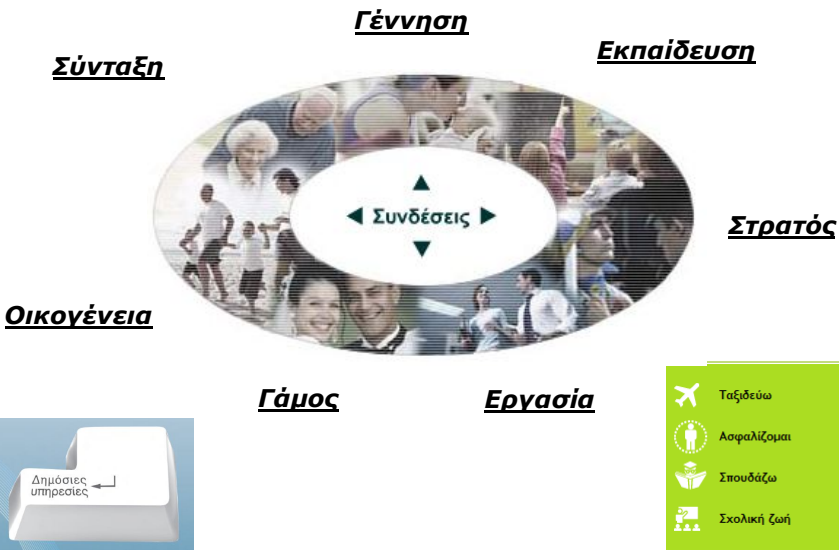 Γέννηση
Εκπαίδευση
Σύνταξη
Συνδέσεις
Στρατός
Οικογένεια
Γάμος
Εργασία
Ταξιδεύω
Ασφαλίζομαι
Σπουδάζω
Σχολική ζωή
Δημόσιες
υπηρεσίες